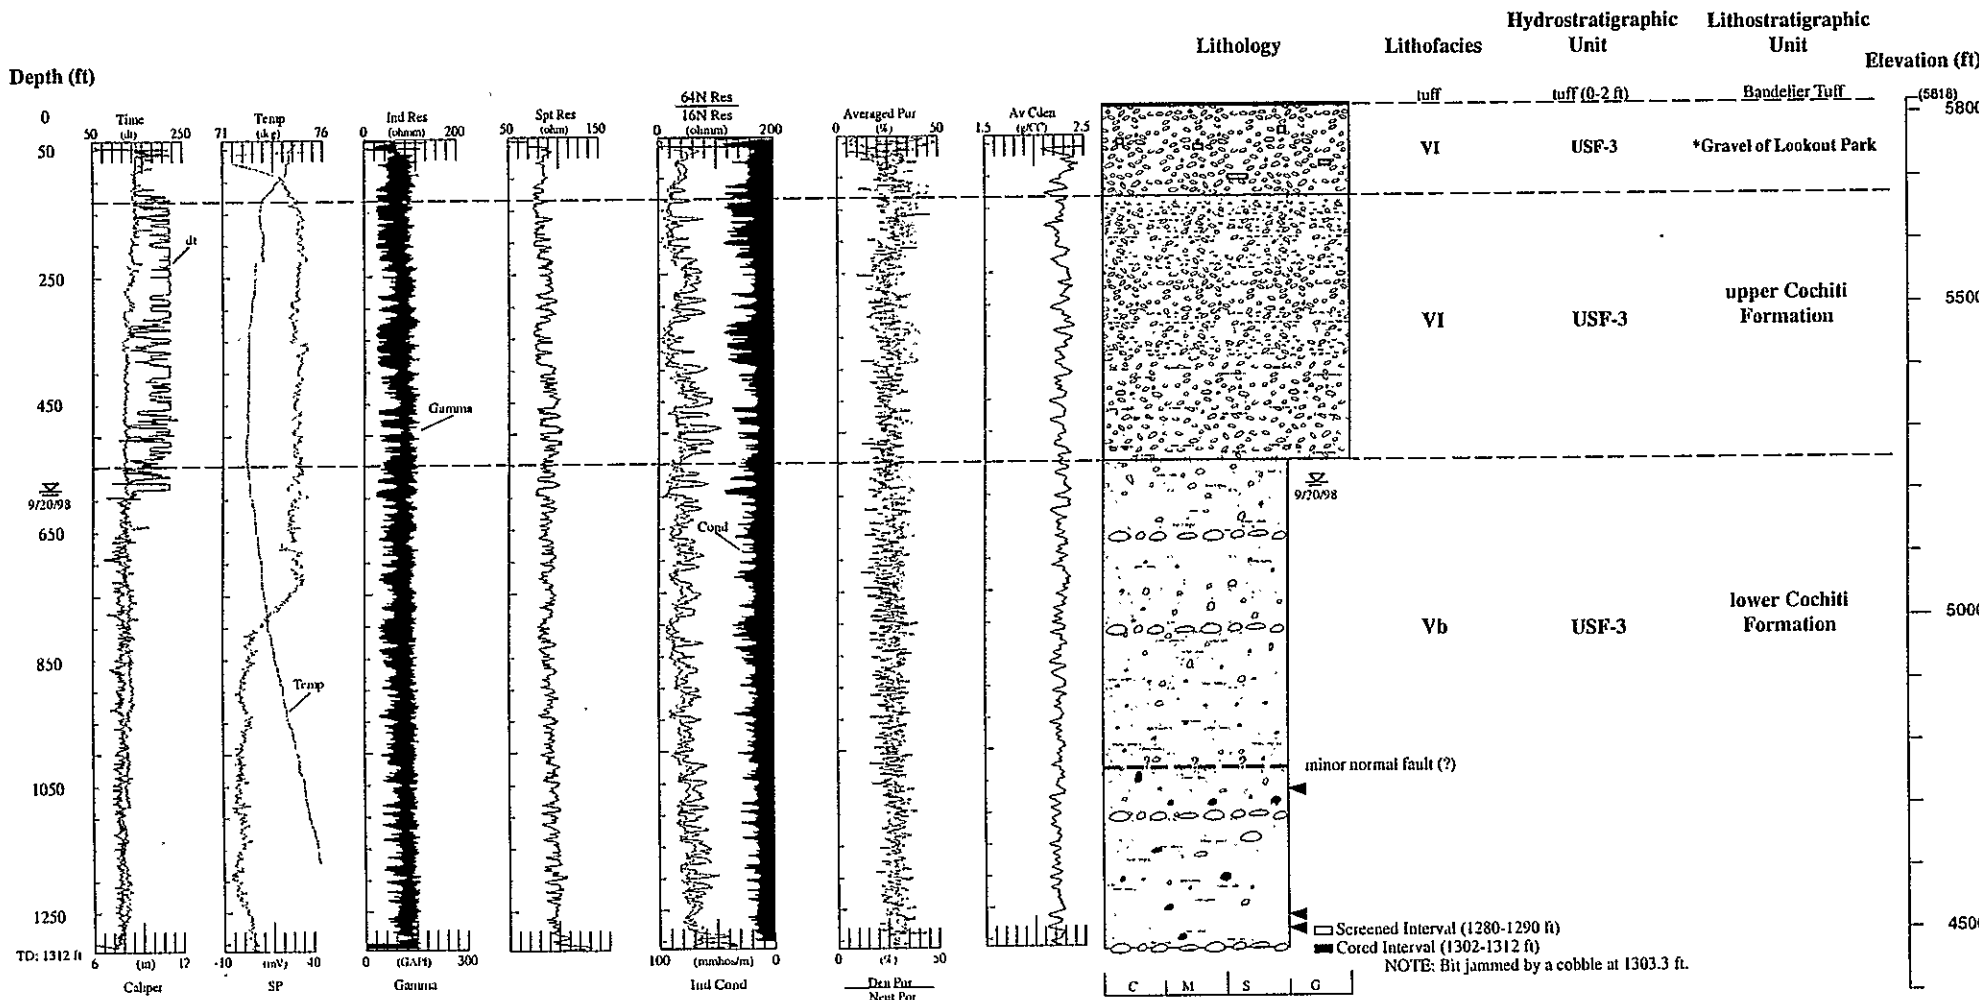 Hydrostratigraphic Lithostratigraphic
Lithology Lithofacies Unit Unit
Depth (ft) Elevation (ft)
tuff tuff (0-2 ft) Bandelier Tuff (5818)
0 5800
Time Temp Ind Res Spt Res 64N Res Averaged Por Av Cden
50 (dt) 250 71 (deg) 76 0 (ohmm) 200 50 (ohm) 150 16N Res 0 (ohmm) 200 0 (%) 50 1.5 (g/CC) 2.5
50
VI USF-3 *Gravel of Lookout Park
dt
250
5500
upper Cochiti
Formation
VI USF-3
450
Gamma
9/20/98
9/20/98
650
Cond
5000
lower Cochiti
Formation
Vb USF-3
850
Temp
? ? ? minor normal fault (?)
1050
1250
4500
Screened Interval (1280-1290 ft)
Cored Interval (1302-1312 ft)
NOTE: Bit jammed by a cobble at 1303.3 ft.
TD: 1312 ft
6 (in) 12 -10 (mV) 40 0 (GAPI) 300 100 (mmhos/m) 0 0 (%) 50
Caliper SP Gamma Ind Cond Den Por
Neut Por
C M S G